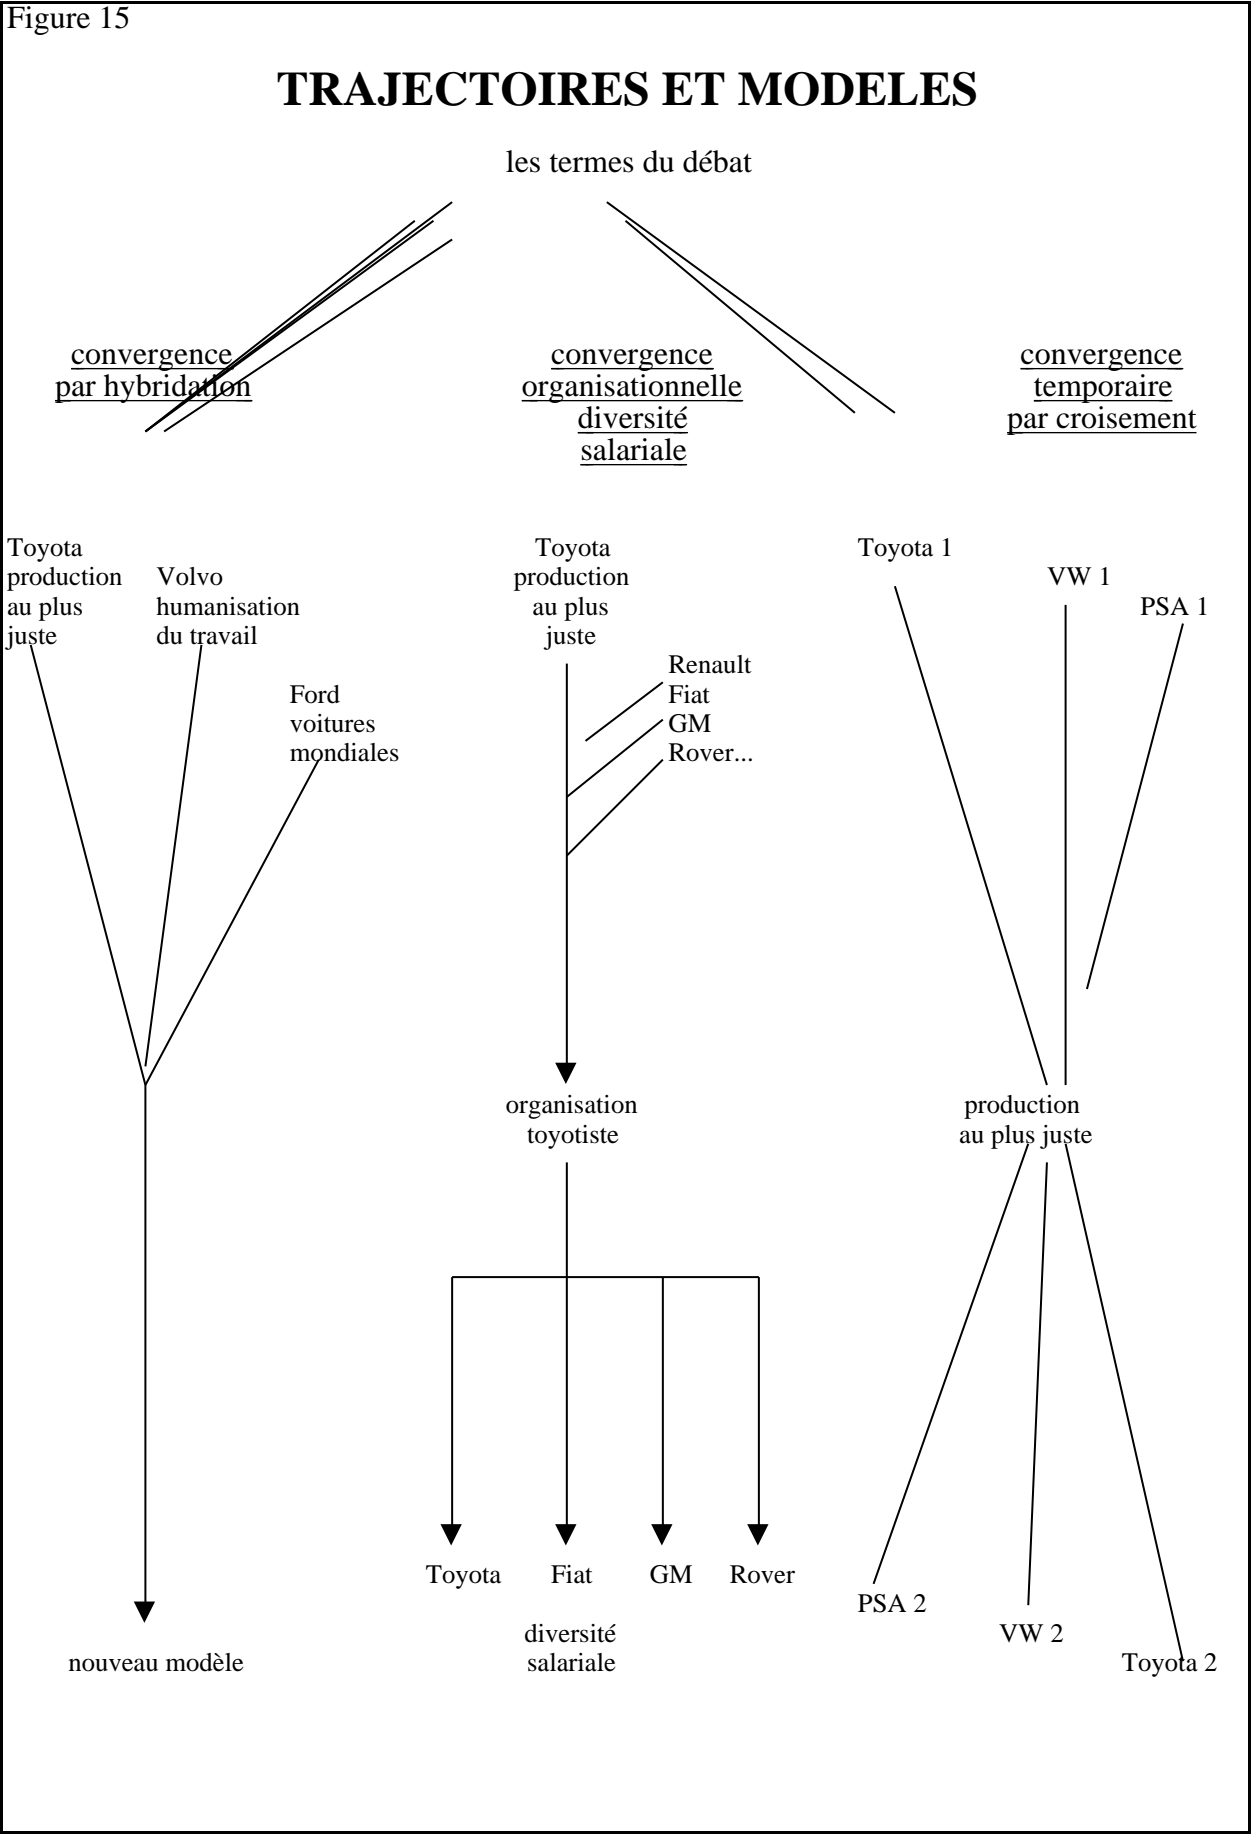 Figure 15
TRAJECTOIRES ET MODELES
les termes du débat
convergence
par hybridation
convergence
organisationnelle
diversité
salariale
convergence
temporaire
par croisement
Toyota
production
au plus
juste
Volvo
humanisation
du travail
Ford
voitures
mondiales
Toyota
production
au plus
juste
Renault
Fiat
GM
Rover...
Toyota 1
VW 1
PSA 1
organisation
toyotiste
production
au plus juste
Toyota
Fiat
GM
Rover
diversité
salariale
nouveau modèle
PSA 2
VW 2
Toyota 2